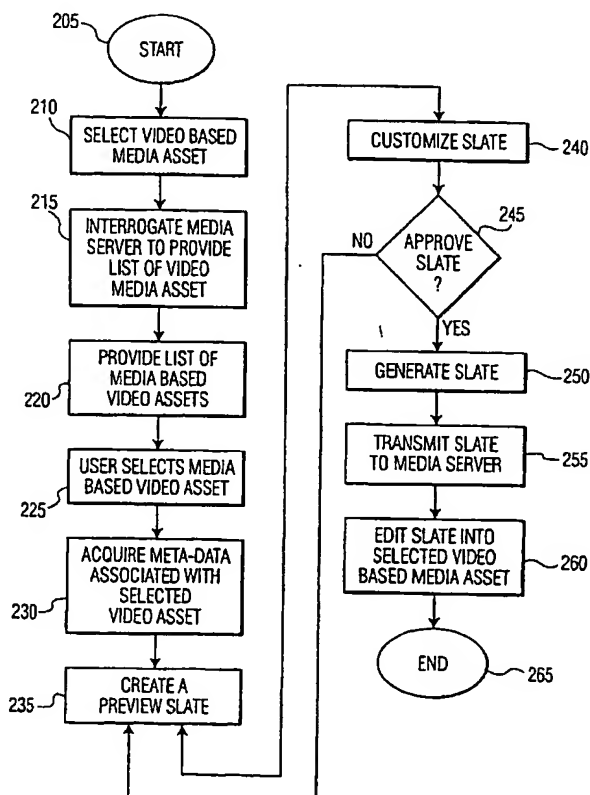 205
START
210
SELECT VIDEO BASED
MEDIA ASSET
215
INTERROGATE MEDIA
SERVER TO PROVIDE
LIST OF VIDEO
MEDIA ASSET
PROVIDE LIST OF
MEDIA BASED
VIDEO ASSETS
220
USER SELECTS MEDIA
BASED VIDEO ASSET
225
ACQUIRE META-DATA
ASSOCIATED WITH
SELECTED
VIDEO ASSET
230
CREATE A
PREVIEW SLATE
235
CUSTOMIZE SLATE
240
245
NO
APPROVE
SLATE
?
YES
GENERATE SLATE
250
TRANSMIT SLATE
TO MEDIA SERVER
255
EDIT SLATE INTO
SELECTED VIDEO
BASED MEDIA ASSET
260
END
265